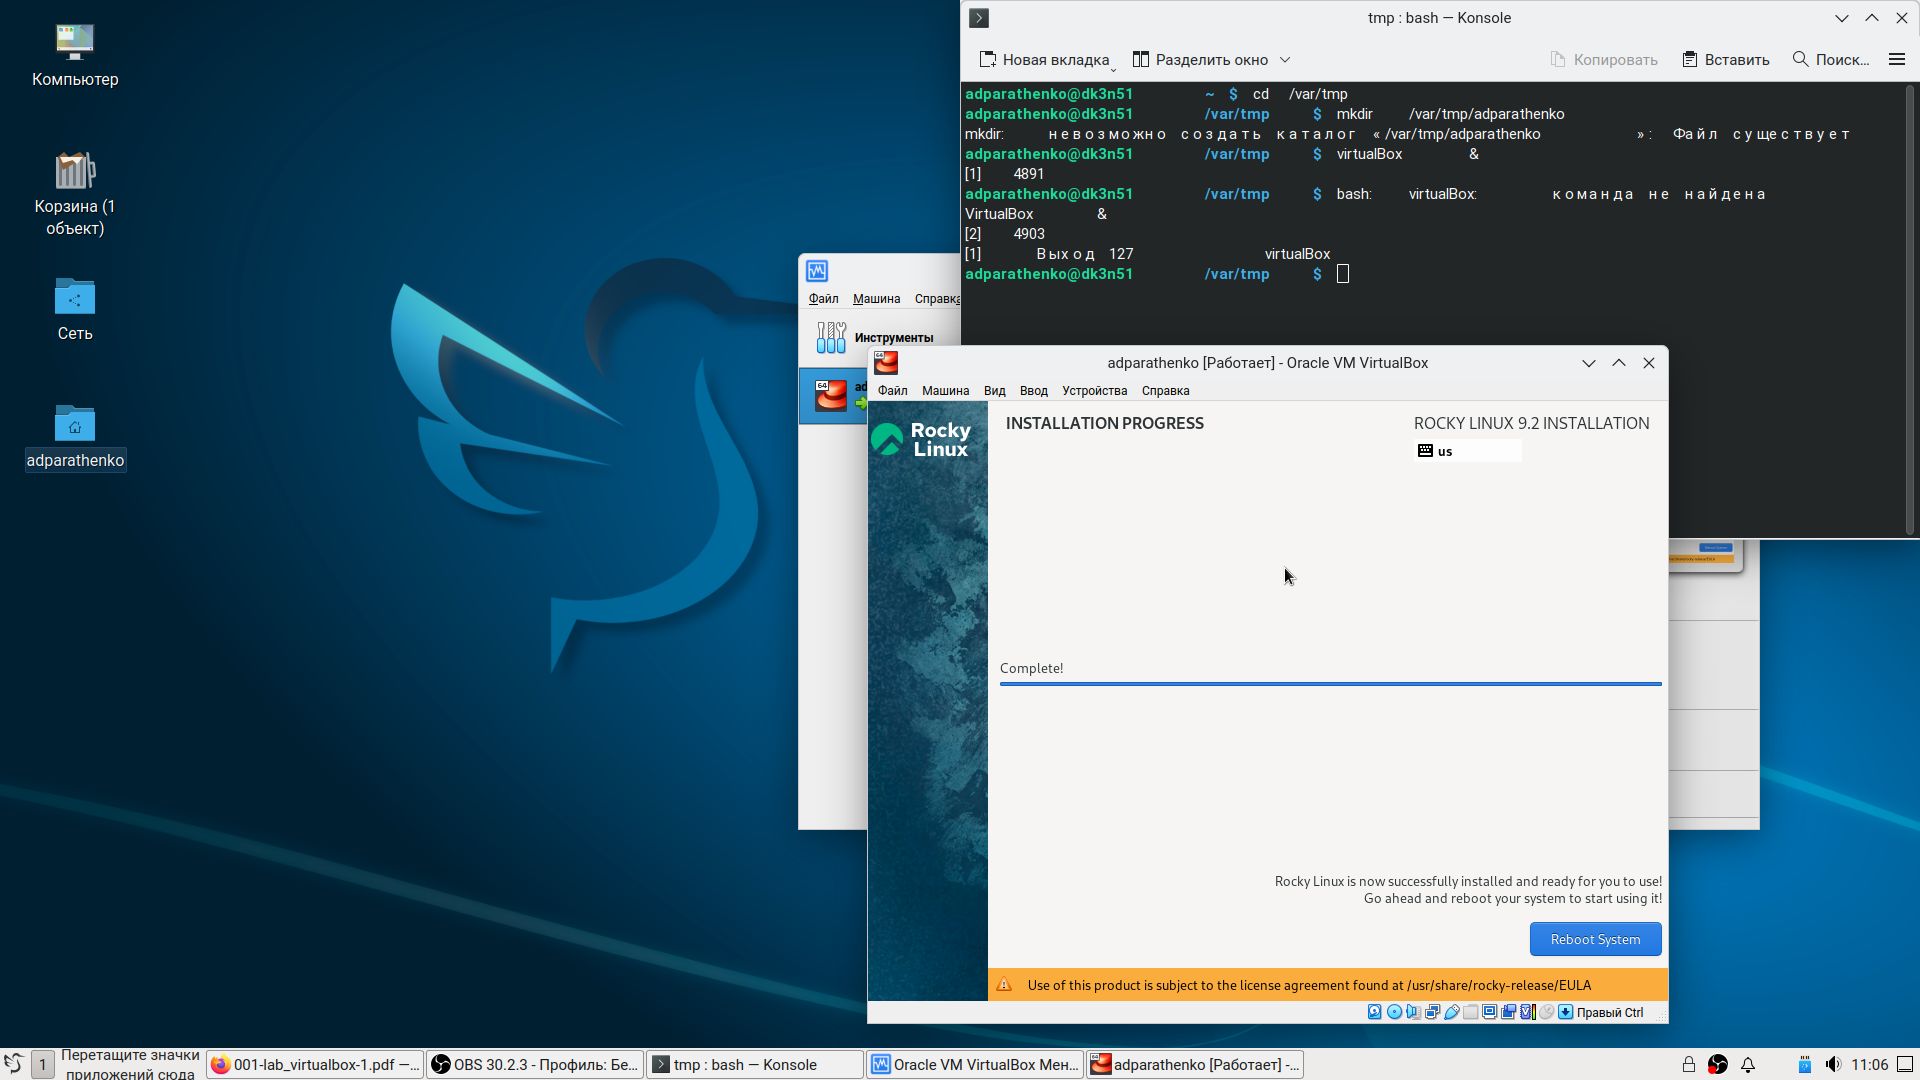 Компьютер
Корзина (1
объект)
Сеть
adparathenko
tmp : bash — Konsole
Новая вкладка
Разделить окно
Копировать
Вставить
Поиск…
adparathenko@dk3n51 ~ $ cd /var/tmp
adparathenko@dk3n51 /var/tmp $ mkdir /var/tmp/adparathenko
mkdir: невозможно создать каталог «/var/tmp/adparathenko»: Файл существует
adparathenko@dk3n51 /var/tmp $ virtualBox &
[1] 4891
adparathenko@dk3n51 /var/tmp $ bash: virtualBox: команда не найдена
VirtualBox &
[2] 4903
[1] Выход 127 virtualBox
adparathenko@dk3n51 /var/tmp $
Файл Машина Справка
Инструменты
64 ad
64
adparathenko [Работает] - Oracle VM VirtualBox
Файл Машина Вид Ввод Устройства Справка
Rocky
Linux
INSTALLATION PROGRESS
ROCKY LINUX 9.2 INSTALLATION
us
Complete!
Rocky Linux is now successfully installed and ready for you to use!
Go ahead and reboot your system to start using it!
Reboot System
Use of this product is subject to the license agreement found at /usr/share/rocky-release/EULA
Правый Ctrl
1
Перетащите значки
приложений сюда
001-lab_virtualbox-1.pdf —…
OBS 30.2.3 - Профиль: Бе…
tmp : bash — Konsole
Oracle VM VirtualBox Мен…
adparathenko [Работает] -…
11:06